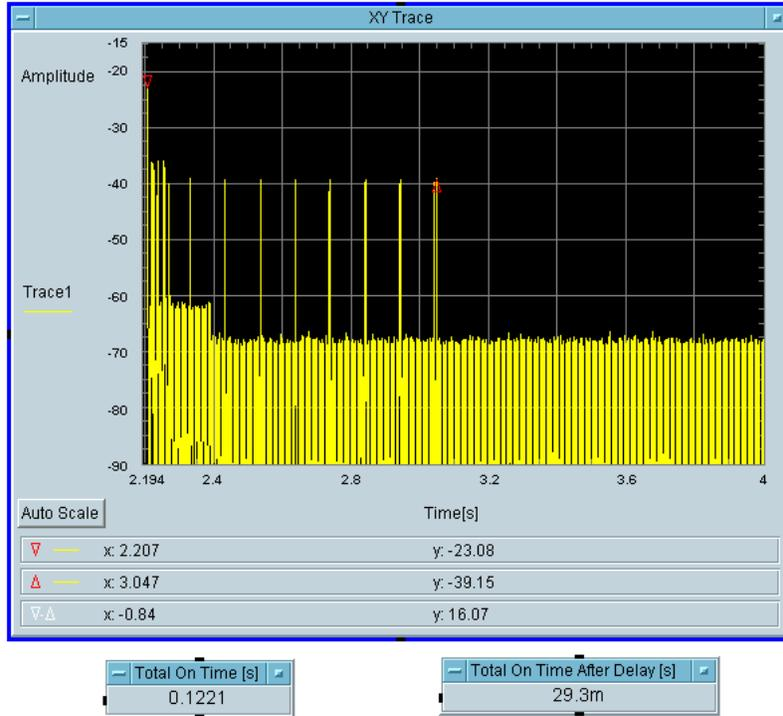 XY Trace
Amplitude
Trace1
-15
-20
-30
-40
-50
-60
-70
-80
-90
2.194 2.4 2.8 3.2 3.6 4
Auto Scale Time[s]
x: 2.207 y: -23.08
x: 3.047 y: -39.15
x: -0.84 y: 16.07
Total On Time [s]
0.1221
Total On Time After Delay [s]
29.3m